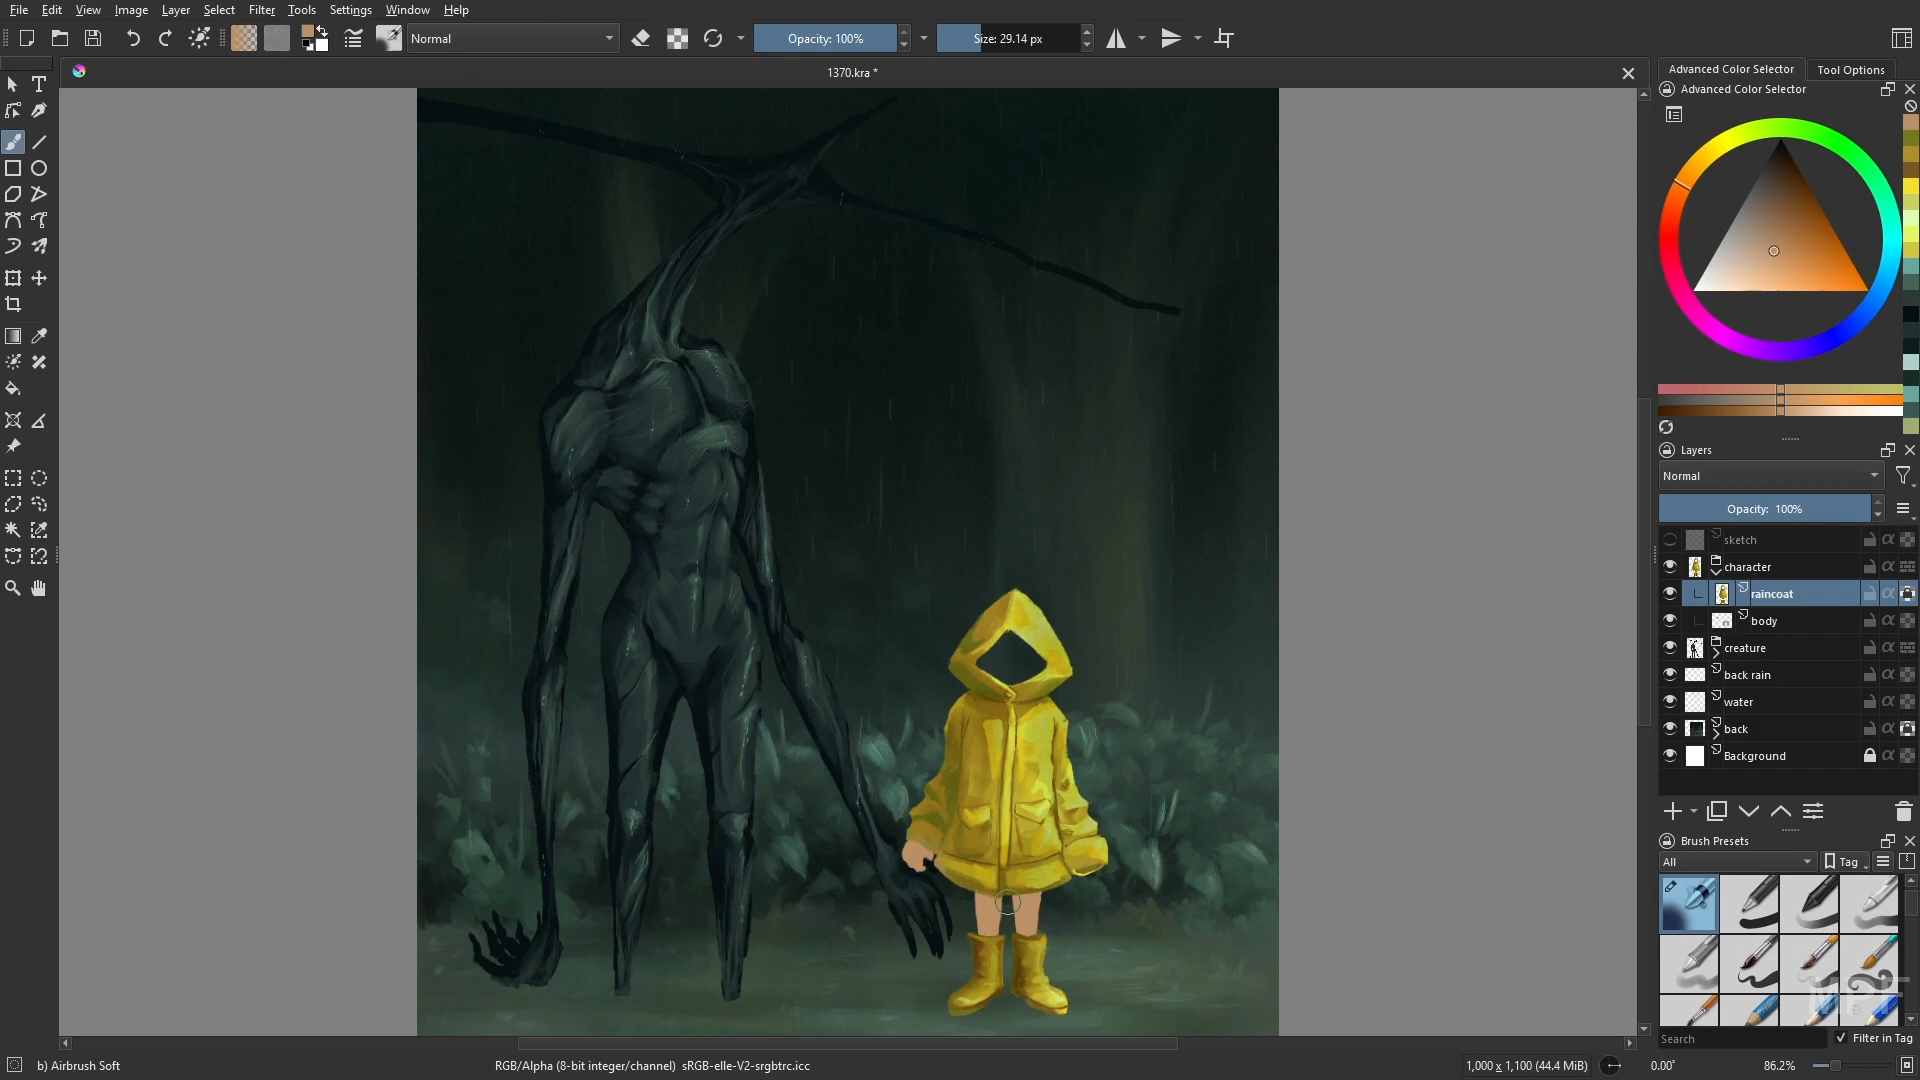 File Edit View Image Layer Select Filter Tools Settings Window Help
Normal
Opacity: 100%
Size: 29.14 px
1370.kra *
Advanced Color Selector
Tool Options
Advanced Color Selector
Layers
Normal
Opacity: 100%
sketch
character
raincoat
body
creature
back rain
water
back
Background
Brush Presets
All
Tag
MPF
Search
Filter in Tag
b) Airbrush Soft
RGB/Alpha (8-bit integer/channel) sRGB-elle-V2-srgbtrc.icc
1,000 x 1,100 (44.4 MiB)
0.00°
86.2%